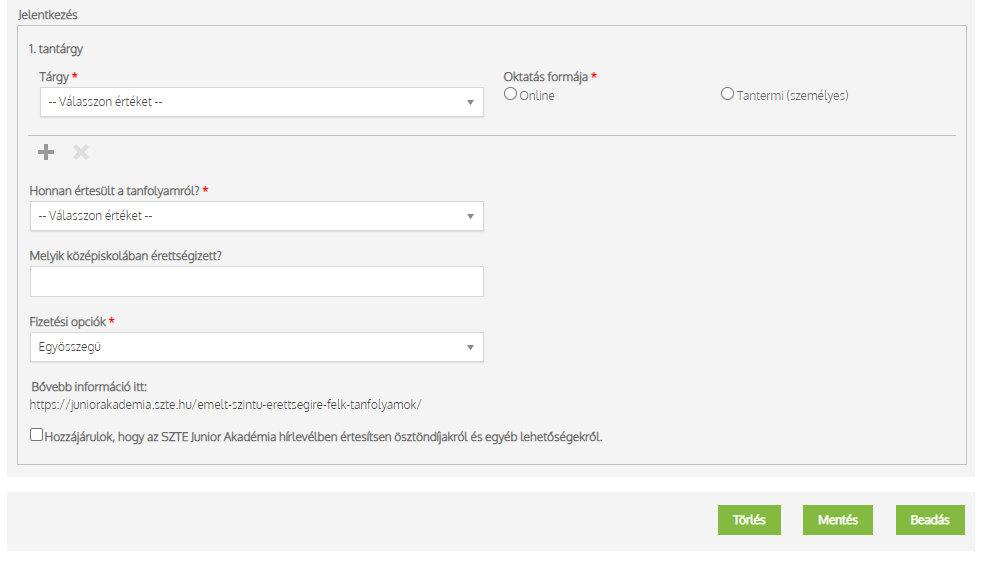 Jelentkezés
1. tantárgy
Tárgy *
Oktatás formája *
-- Válasszon értéket --
Online
Tantermi (személyes)
Honnan értesült a tanfolyamról? *
-- Válasszon értéket --
Melyik középiskolában érettségizett?
Fizetési opciók *
Egyösszegű
Bővebb információ itt:
https://juniorakademia.szte.hu/emelt-szintu-erettsegire-felk-tanfolyamok/
Hozzájárulok, hogy az SZTE Junior Akadémia hírlevélben értesítsen ösztöndíjakról és egyéb lehetőségekről.
Törlés
Mentés
Beadás